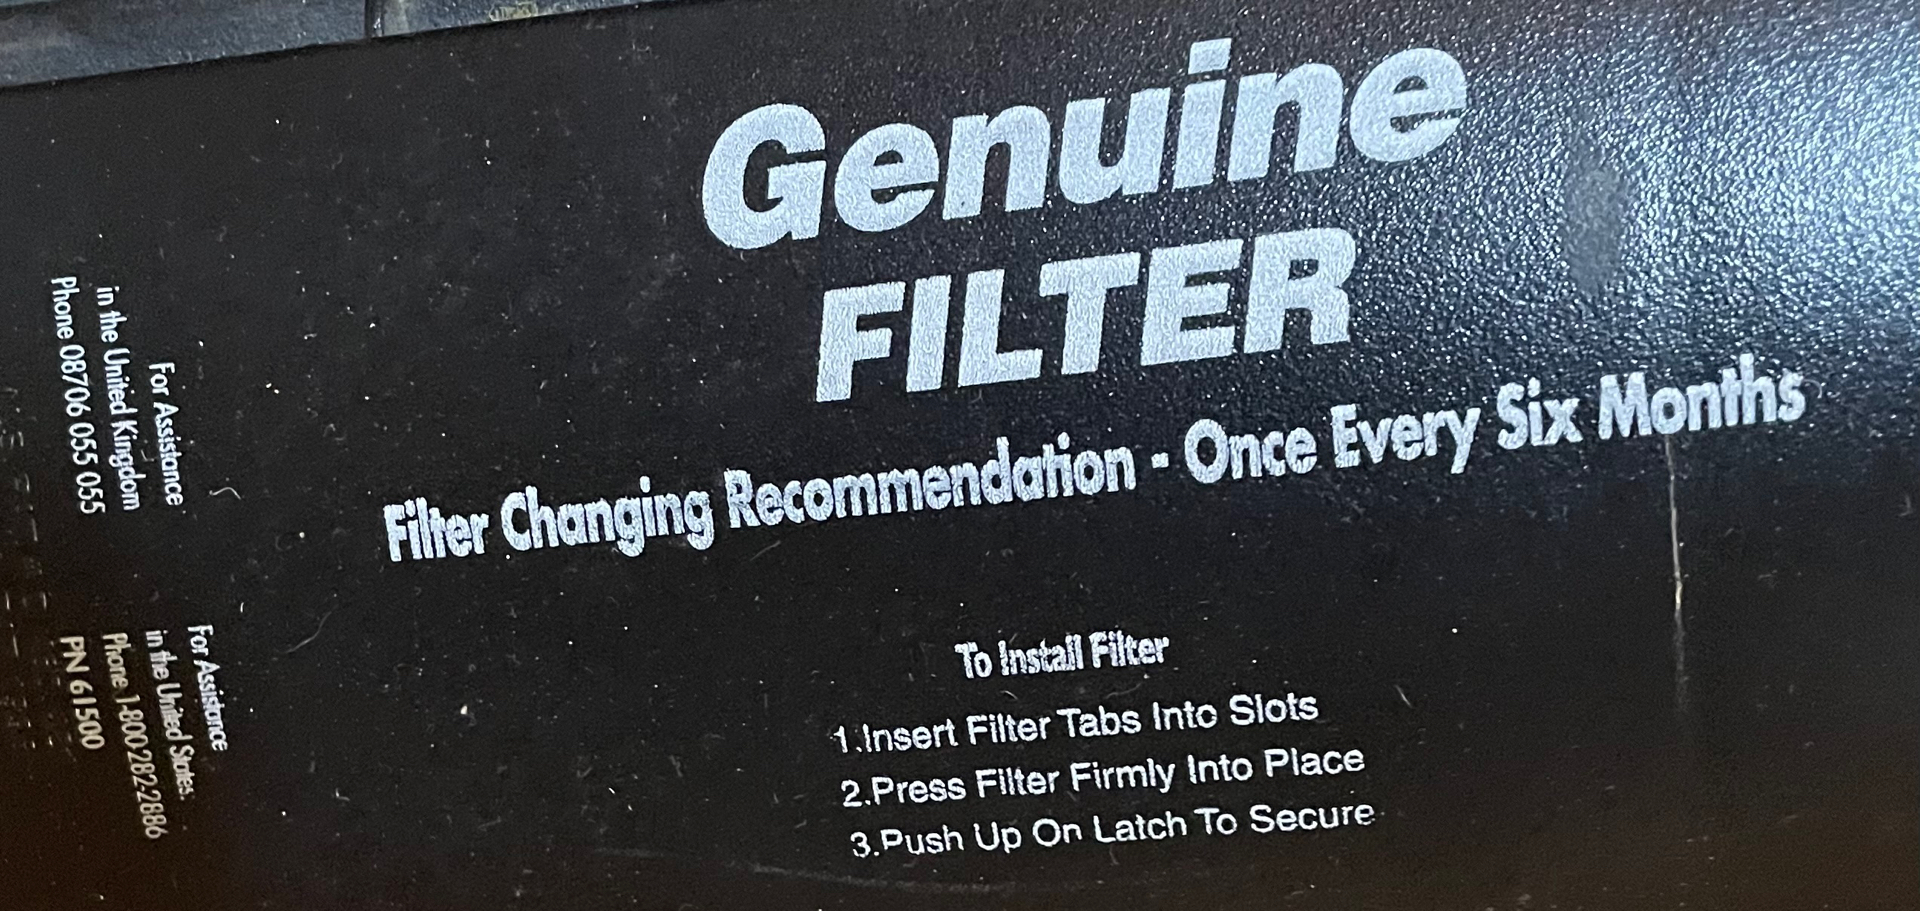 Genuine
FILTER
Filter Changing Recommendation - Once Every Six Months
To Install Filter
1.Insert Filter Tabs Into Slots
2.Press Filter Firmly Into Place
3.Push Up On Latch To Secure
For Assistance
in the United Kingdom
Phone 08706 055 055
For Assistance
in the United States:
Phone 1-800-282-2886
PN 61500